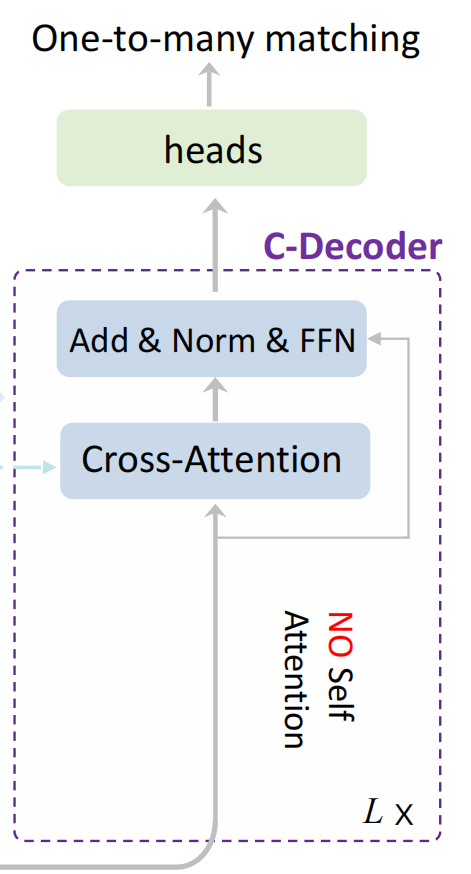 One-to-many matching
heads
C-Decoder
Add & Norm & FFN
Cross-Attention
NO Self
Attention
L x